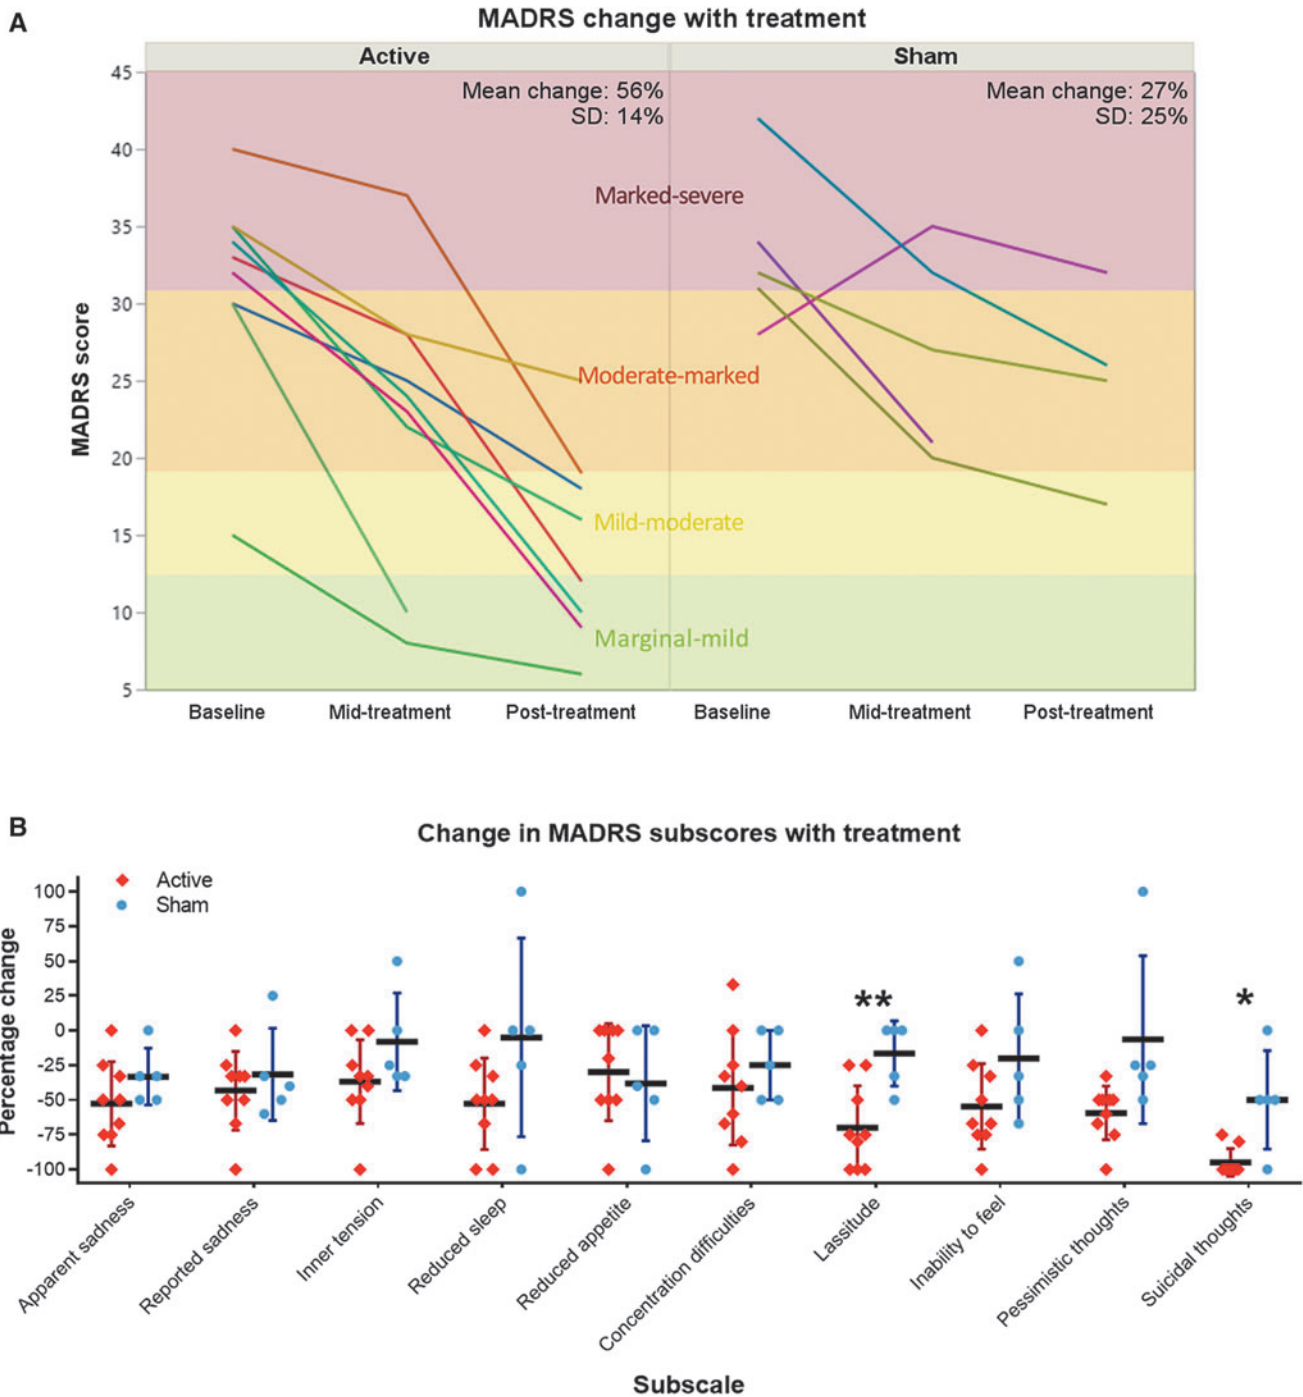 A
MADRS change with treatment
Active
Sham
Mean change: 56%
SD: 14%
Mean change: 27%
SD: 25%
MADRS score
45
40
35
30
25
20
15
10
5
Marked-severe
Moderate-marked
Mild-moderate
Marginal-mild
Baseline
Mid-treatment
Post-treatment
Baseline
Mid-treatment
Post-treatment
B
Change in MADRS subscores with treatment
Active
Sham
Percentage change
100
75
50
25
0
-25
-50
-75
-100
**
*
Apparent sadness
Reported sadness
Inner tension
Reduced sleep
Reduced appetite
Concentration difficulties
Lassitude
Inability to feel
Pessimistic thoughts
Suicidal thoughts
Subscale